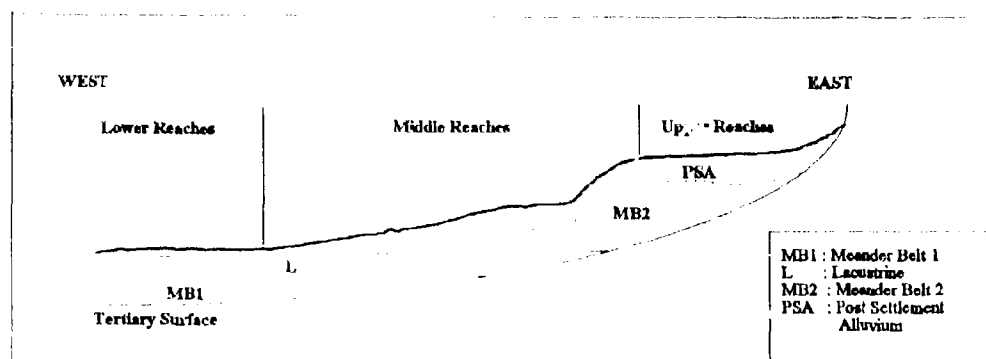 WEST
EAST
Lower Reaches
Middle Reaches
Reaches
PSA
MB2
L
MB1
Tertiary Surface
MB1 : Meander Belt 1
L : Lacustrine
MB2 : Meander Belt 2
PSA : Post Settlement
Alluvium